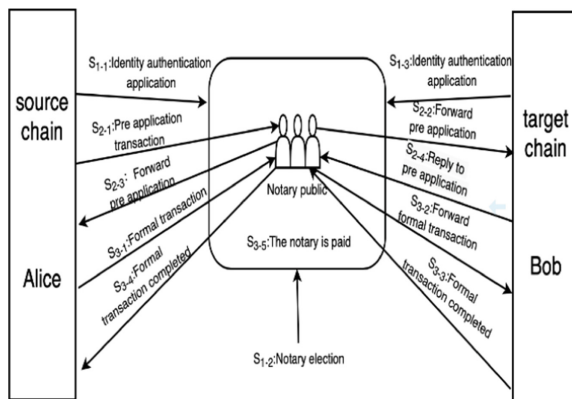 source
chain
Alice
S1-1:Identity authentication
application
S2-1:Pre application
transaction
S2-3: Forward
pre application
S3-1:Formal transaction
S3-4:Formal
transaction completed
Notary public
S3-5:The notary is paid
S1-2:Notary election
S1-3:Identity authentication
application
S2-2:Forward
pre application
S2-4:Reply to
pre application
S3-2:Forward
formal transaction
S3-3:Formal
transaction completed
target
chain
Bob